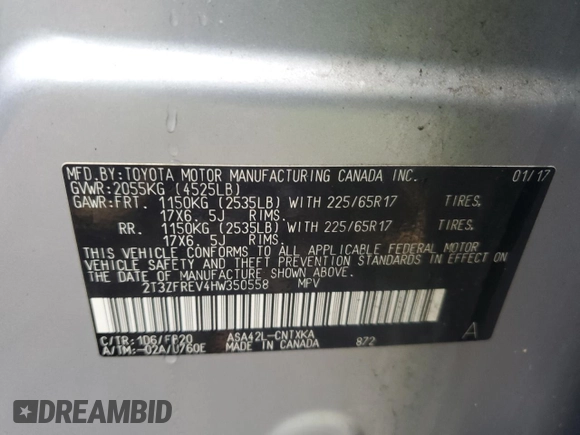 MFD.BY:TOYOTA MOTOR MANUFACTURING CANADA INC. 01/17
GVWR:2055KG (4525LB)
GAWR:FRT. 1150KG (2535LB) WITH 225/65R17 TIRES.
17X6. 5J RIMS.
RR. 1150KG (2535LB) WITH 225/65R17 TIRES.
17X6. 5J RIMS.
THIS VEHICLE CONFORMS TO ALL APPLICABLE FEDERAL MOTOR
VEHICLE SAFETY AND THEFT PREVENTION STANDARDS IN EFFECT ON
THE DATE OF MANUFACTURE SHOWN ABOVE.
2T3ZFREV4HW350558 MPV
C/TR:1D6/FB20 ASA42L-CNTXKA A
A/TM:-02A/U760E MADE IN CANADA 872
DREAMBID